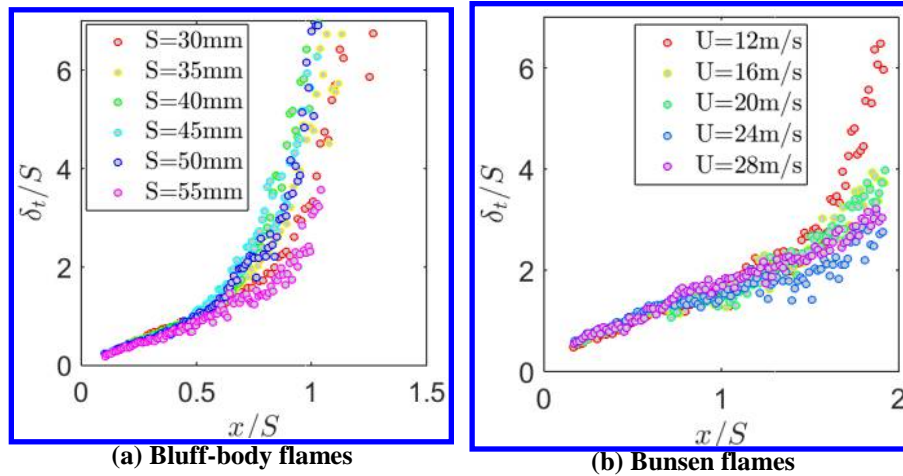 6
4
2
0
δt/S
S=30mm
S=35mm
S=40mm
S=45mm
S=50mm
S=55mm
0
0.5
1
1.5
x/S
(a) Bluff-body flames
6
4
2
0
δt/S
U=12m/s
U=16m/s
U=20m/s
U=24m/s
U=28m/s
0
1
2
x/S
(b) Bunsen flames